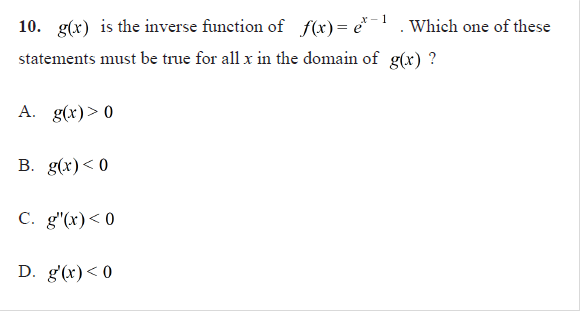 10. g(x) is the inverse function of f(x) = e^{x – 1} . Which one of these
statements must be true for all x in the domain of g(x) ?
A. g(x) > 0
B. g(x) < 0
C. g"(x) < 0
D. g'(x) < 0